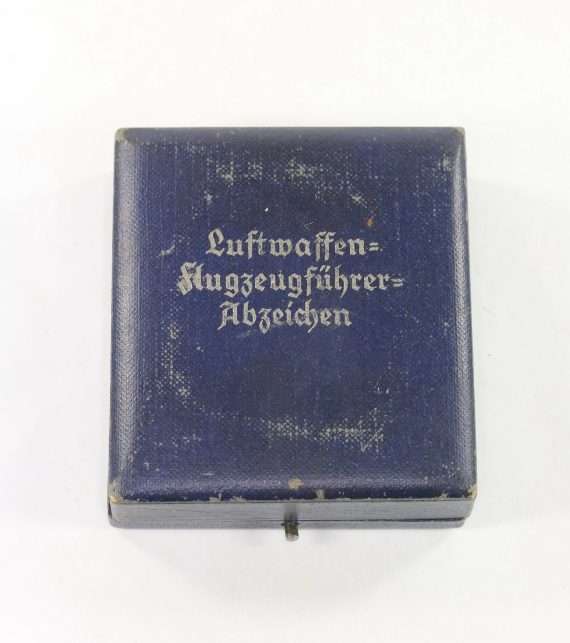 Luftwaffen=
Flugzeugführer=
Abzeichen